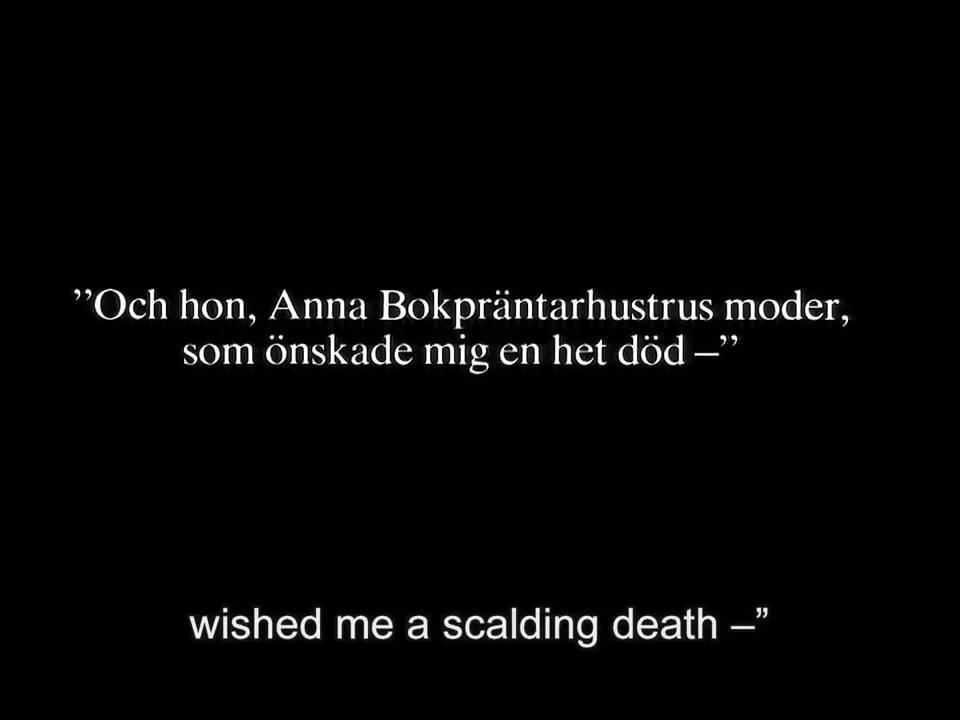 ”Och hon, Anna Bokpräntarhustrus moder,
som önskade mig en het död –”
wished me a scalding death –”